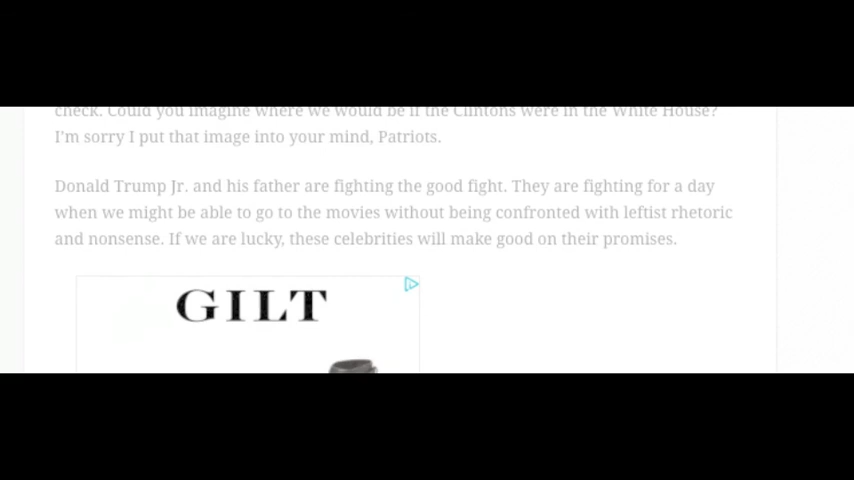 check. Could you imagine where we would be if the Clintons were in the White House?
I'm sorry I put that image into your mind, Patriots.
Donald Trump Jr. and his father are fighting the good fight. They are fighting for a day
when we might be able to go to the movies without being confronted with leftist rhetoric
and nonsense. If we are lucky, these celebrities will make good on their promises.
GILT